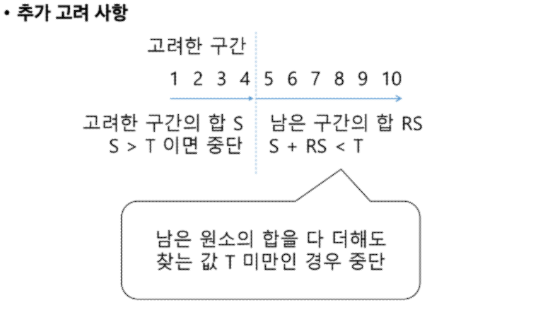 • 추가 고려 사항
고려한 구간
1 2 3 4 5 6 7 8 9 10
고려한 구간의 합 S
S > T 이면 중단
남은 구간의 합 RS
S + RS < T
남은 원소의 합을 다 더해도
찾는 값 T 미만인 경우 중단